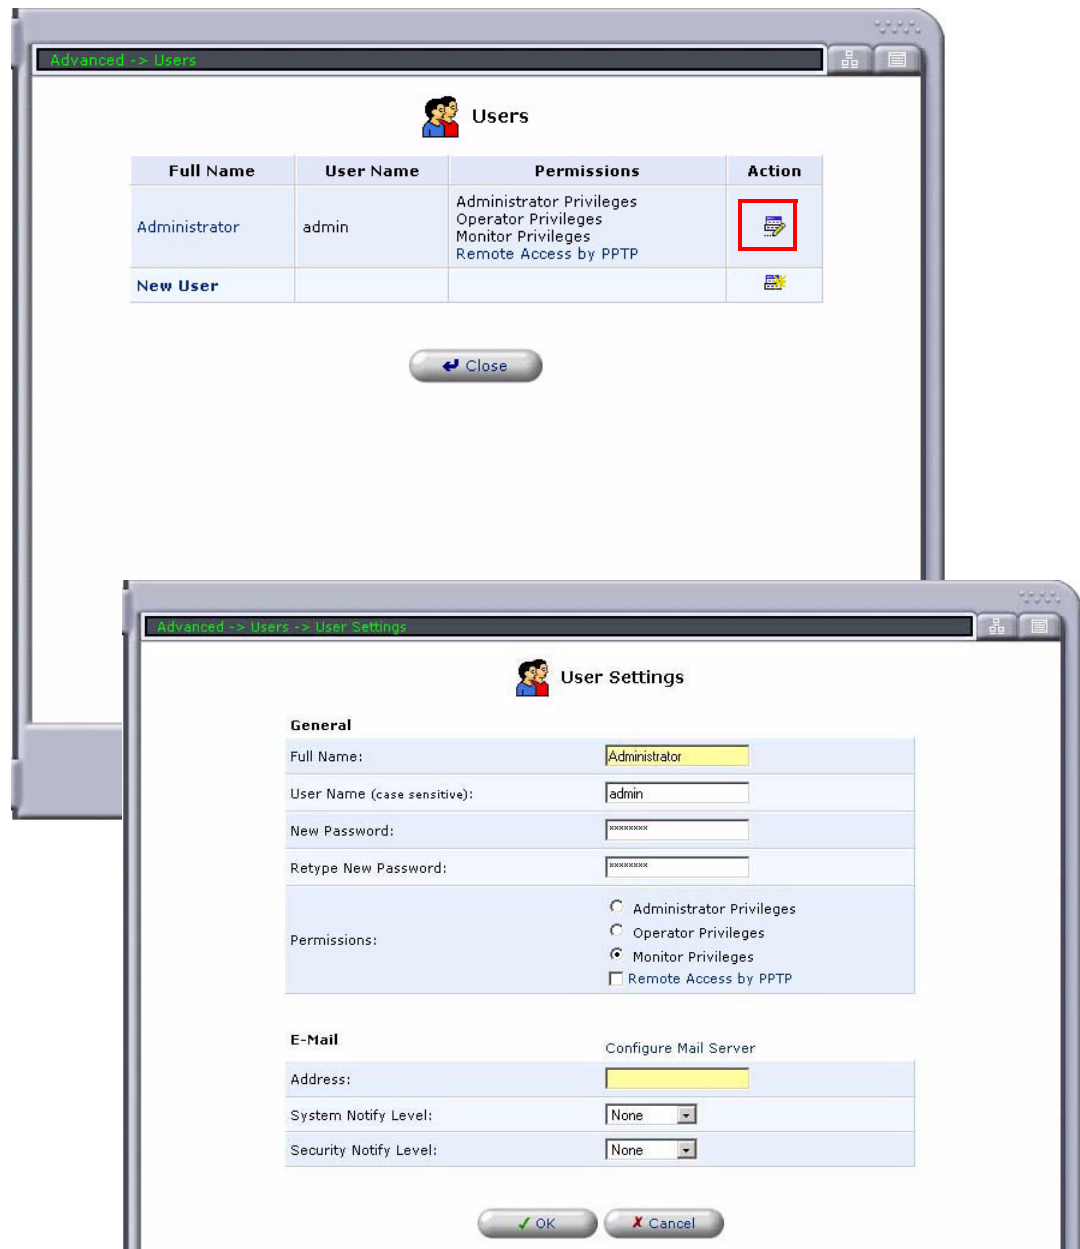 Advanced -> Users
Users
Full Name User Name Permissions Action
Administrator admin Administrator Privileges
Operator Privileges
Monitor Privileges
Remote Access by PPTP
New User
Close
Advanced -> Users -> User Settings
User Settings
General
Full Name: Administrator
User Name (case sensitive): admin
New Password: ********
Retype New Password: ********
Permissions: Administrator Privileges
Operator Privileges
Monitor Privileges
Remote Access by PPTP
E-Mail Configure Mail Server
Address:
System Notify Level: None
Security Notify Level: None
OK Cancel